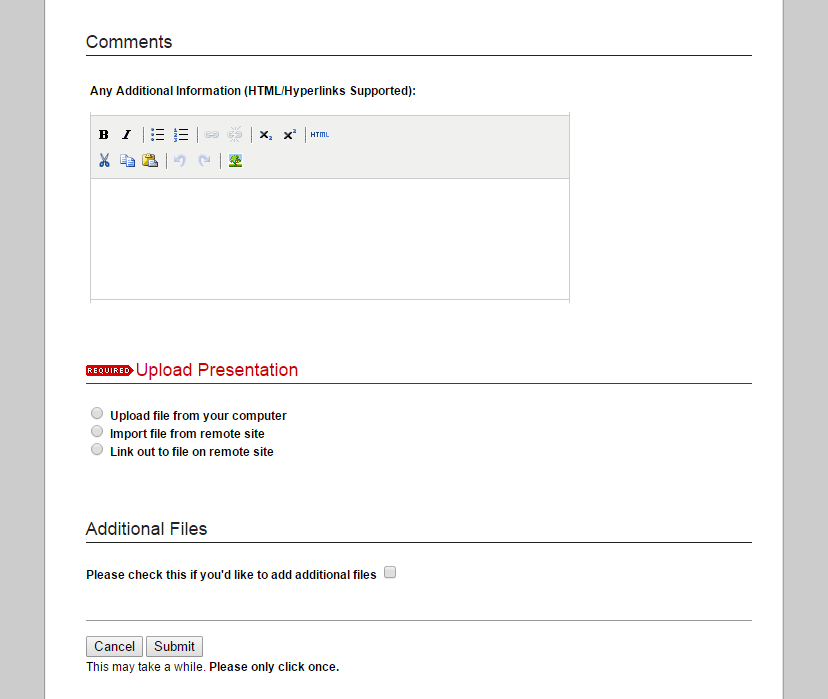 Comments
Any Additional Information (HTML/Hyperlinks Supported):
B I X₂ X² HTML
REQUIRED Upload Presentation
Upload file from your computer
Import file from remote site
Link out to file on remote site
Additional Files
Please check this if you'd like to add additional files
Cancel Submit
This may take a while. Please only click once.